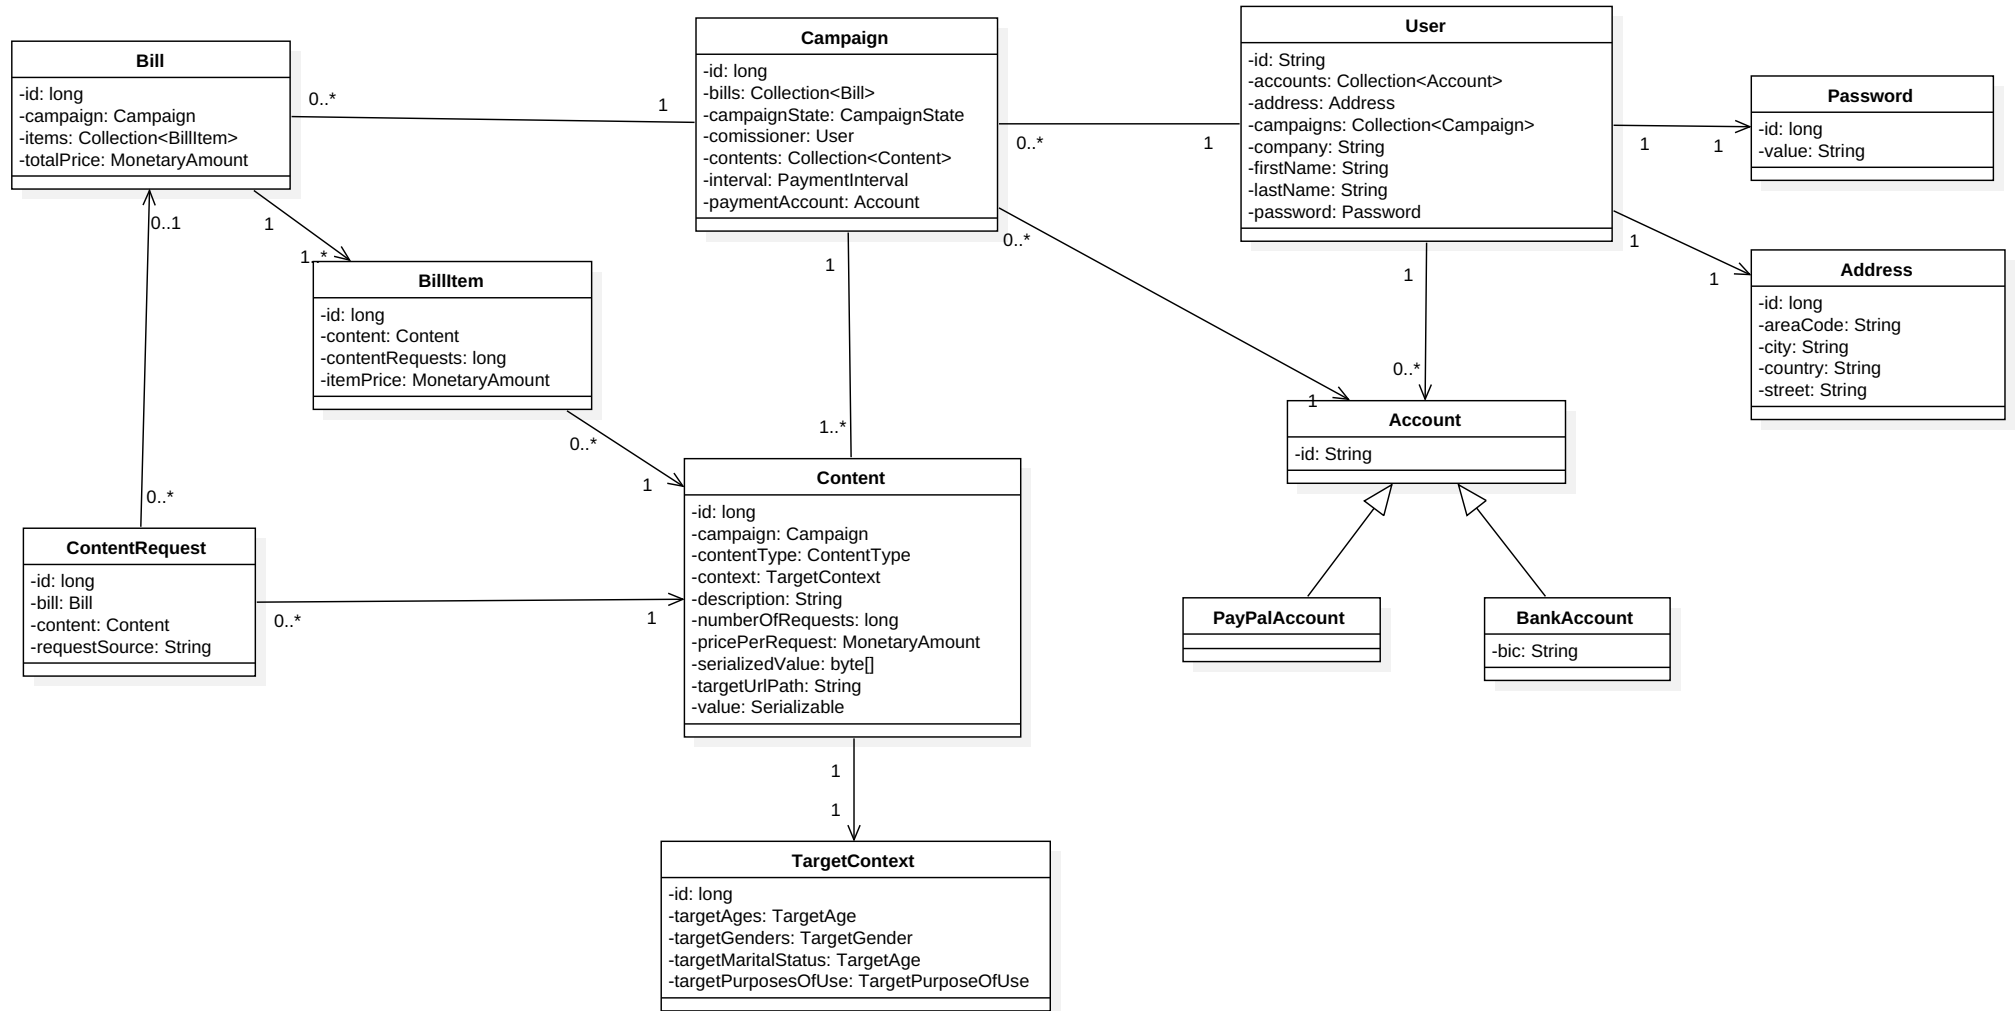 Bill
-id: long
-campaign: Campaign
-items: Collection<BillItem>
-totalPrice: MonetaryAmount
0..*
1
Campaign
-id: long
-bills: Collection<Bill>
-campaignState: CampaignState
-comissioner: User
-contents: Collection<Content>
-interval: PaymentInterval
-paymentAccount: Account
0..*
1
User
-id: String
-accounts: Collection<Account>
-address: Address
-campaigns: Collection<Campaign>
-company: String
-firstName: String
-lastName: String
-password: Password
1
1
Password
-id: long
-value: String
1
1
Address
-id: long
-areaCode: String
-city: String
-country: String
-street: String
0..1
1
1..*
BillItem
-id: long
-content: Content
-contentRequests: long
-itemPrice: MonetaryAmount
1
1..*
0..*
1
1
0..*
Account
-id: String
0..*
1
0..*
ContentRequest
-id: long
-bill: Bill
-content: Content
-requestSource: String
0..*
1
Content
-id: long
-campaign: Campaign
-contentType: ContentType
-context: TargetContext
-description: String
-numberOfRequests: long
-pricePerRequest: MonetaryAmount
-serializedValue: byte[]
-targetUrlPath: String
-value: Serializable
PayPalAccount
BankAccount
-bic: String
1
1
TargetContext
-id: long
-targetAges: TargetAge
-targetGenders: TargetGender
-targetMaritalStatus: TargetAge
-targetPurposesOfUse: TargetPurposeOfUse